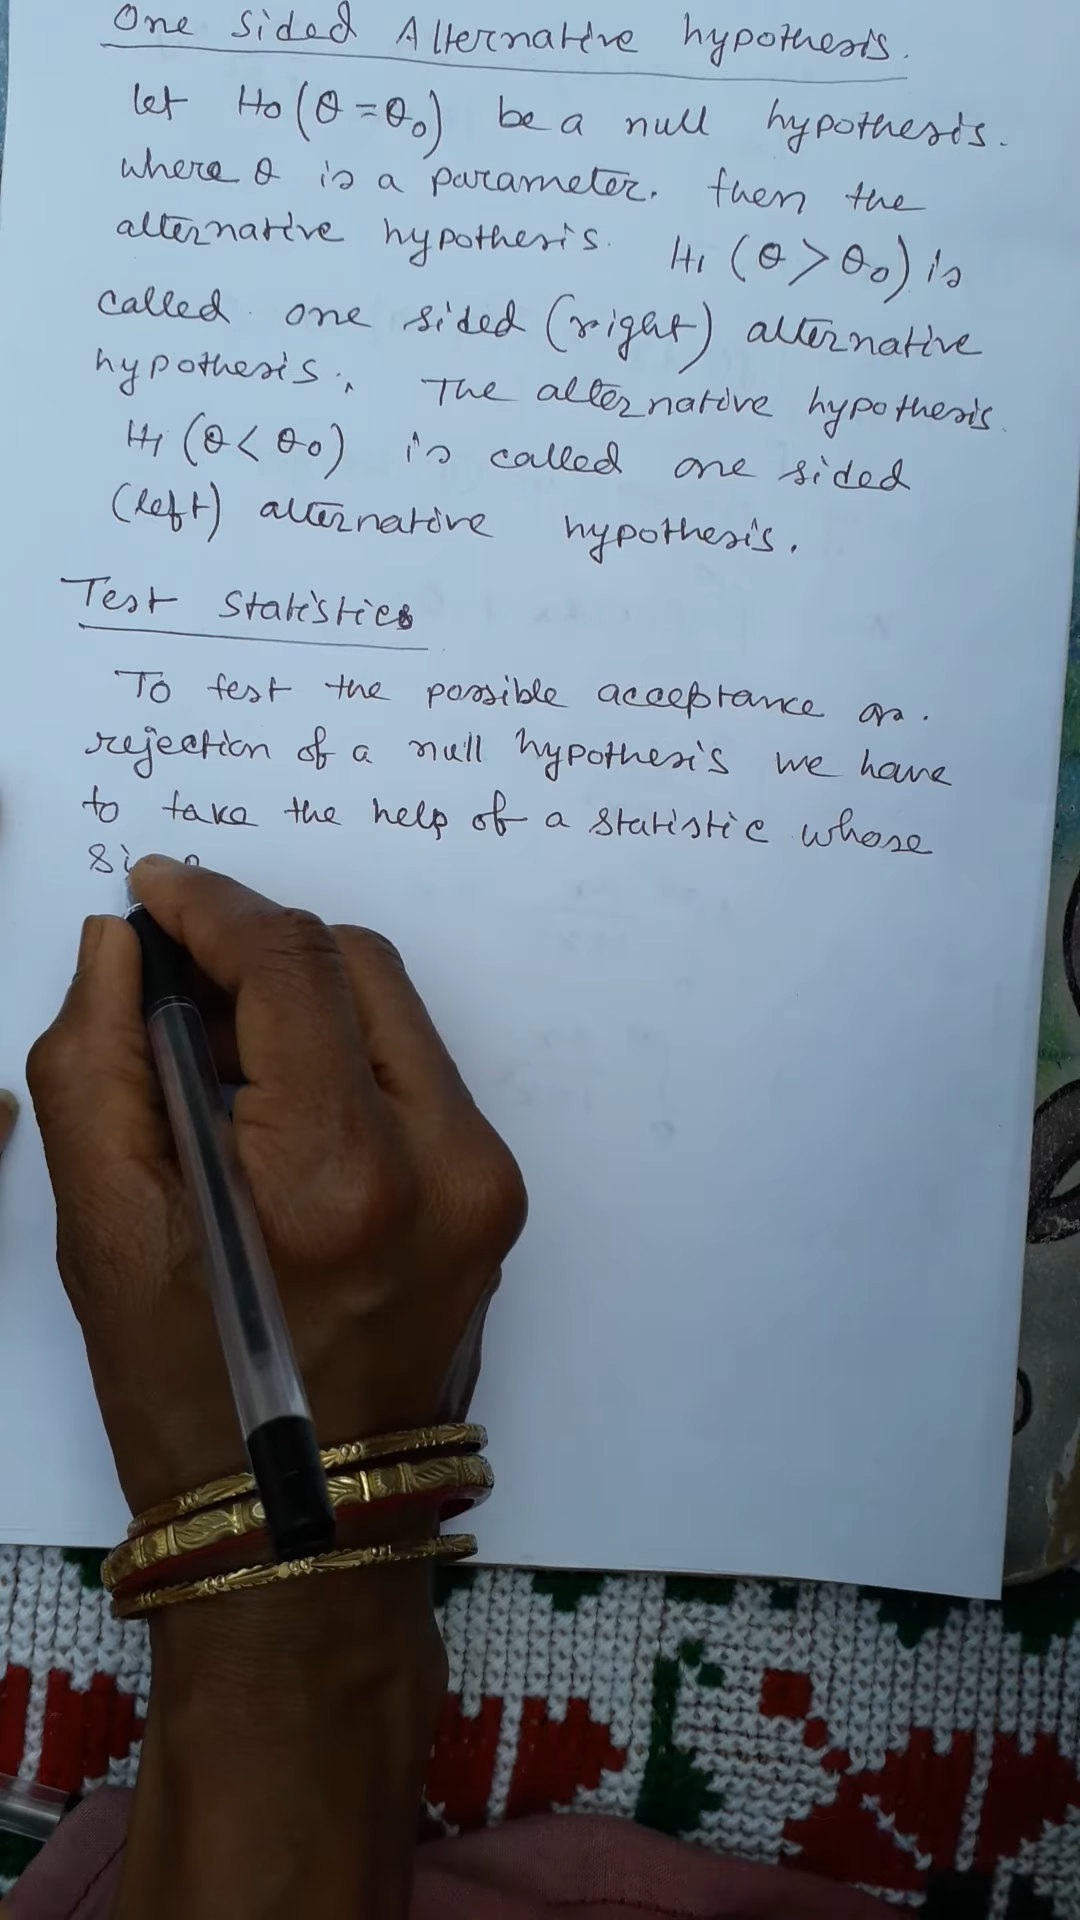 One sided Alternative hypothesis.
let H0 (θ = θ0) be a null hypothesis.
where θ is a parameter. then the
alternative hypothesis. H1 (θ > θ0) is
called one sided (right) alternative
hypothesis. The alternative hypothesis.
H1 (θ < θ0) is called one sided
(left) alternative hypothesis.
Test Statistics
To test the possible acceptance or.
rejection of a null hypothesis we have
to take the help of a statistic whose